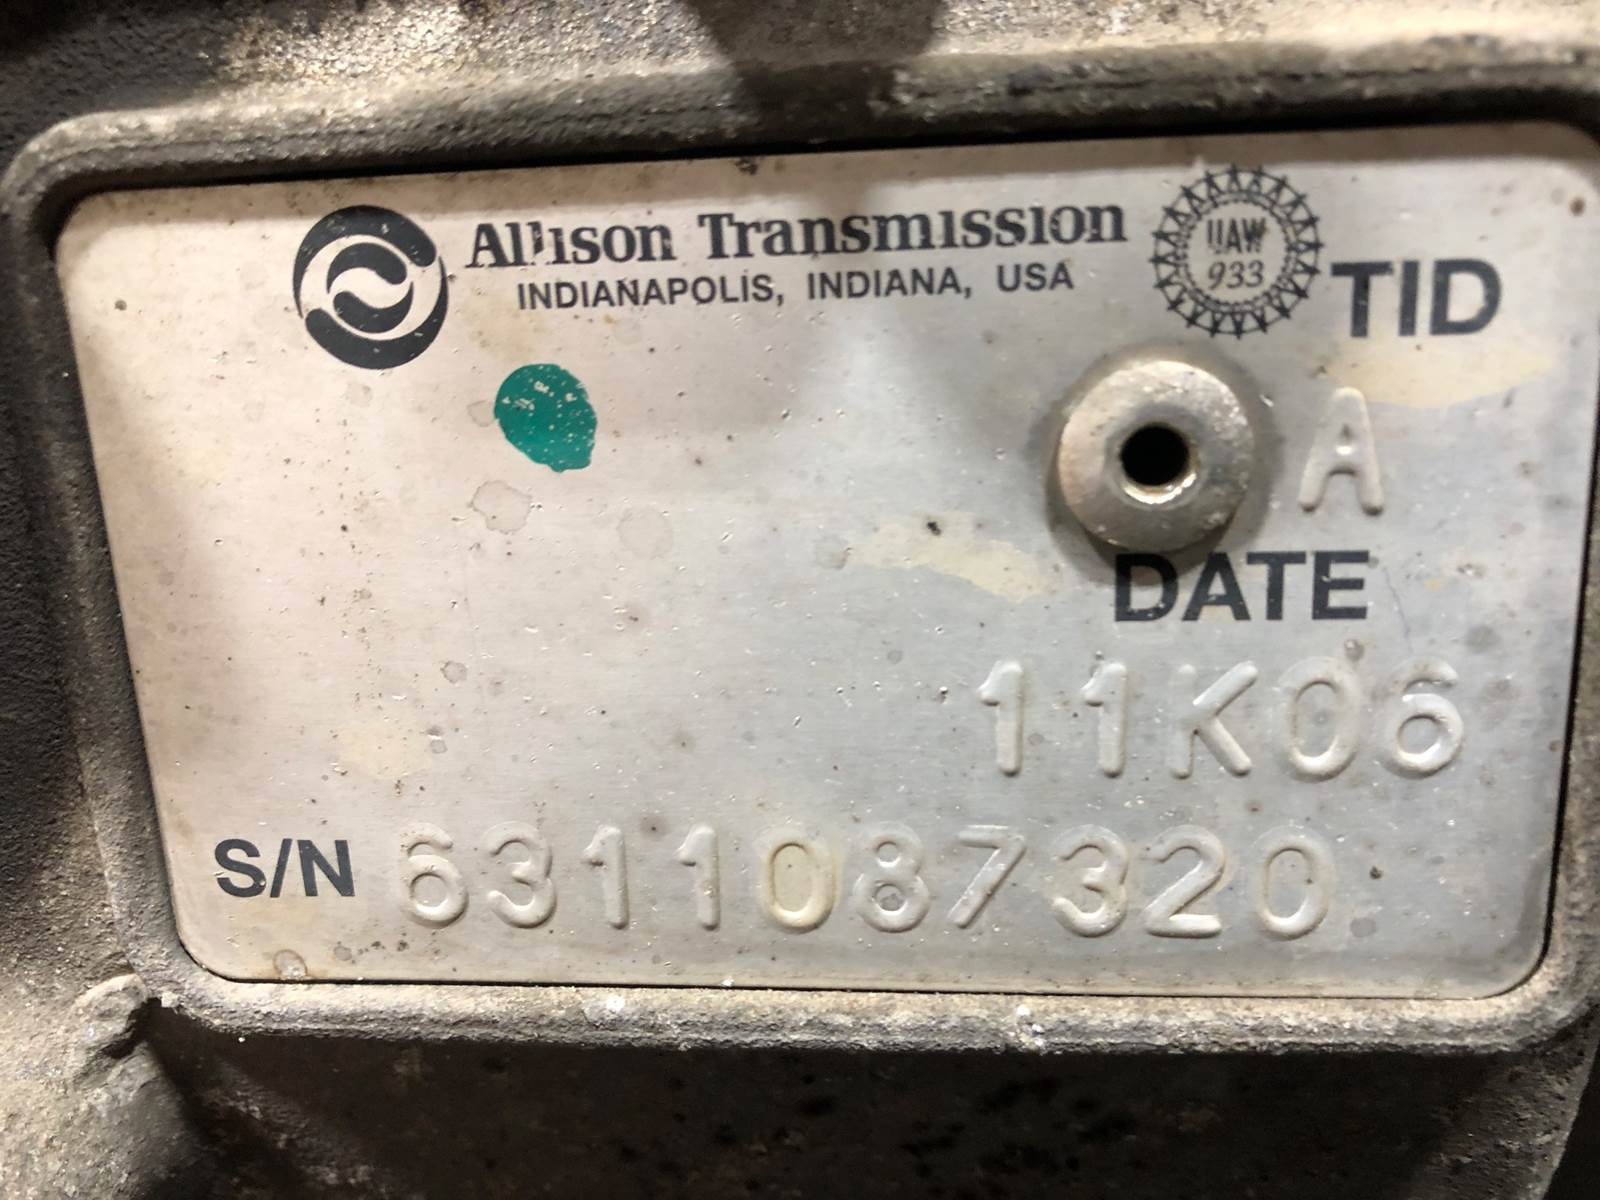 Allison Transmission
INDIANAPOLIS, INDIANA, USA
UAW
933
TID
A
DATE
11K06
S/N 6311087320